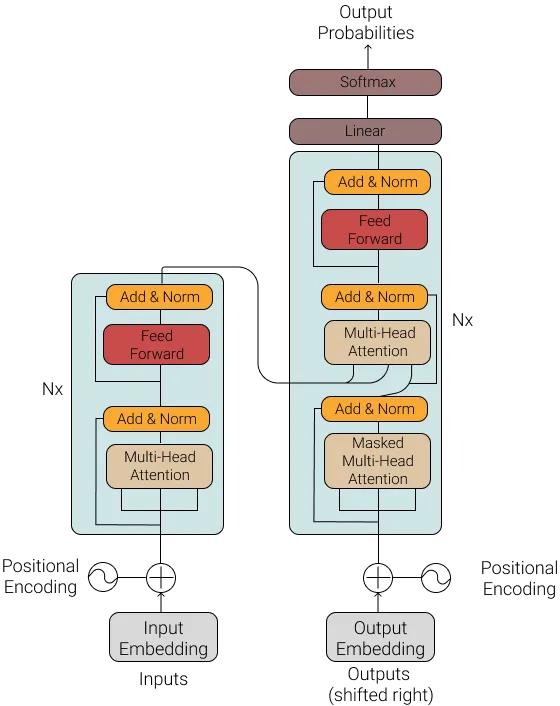 Output
Probabilities
Softmax
Linear
Add & Norm
Feed
Forward
Add & Norm
Multi-Head
Attention
Nx
Add & Norm
Masked
Multi-Head
Attention
Add & Norm
Feed
Forward
Nx
Add & Norm
Multi-Head
Attention
Positional
Encoding
Positional
Encoding
Input
Embedding
Output
Embedding
Inputs
Outputs
(shifted right)